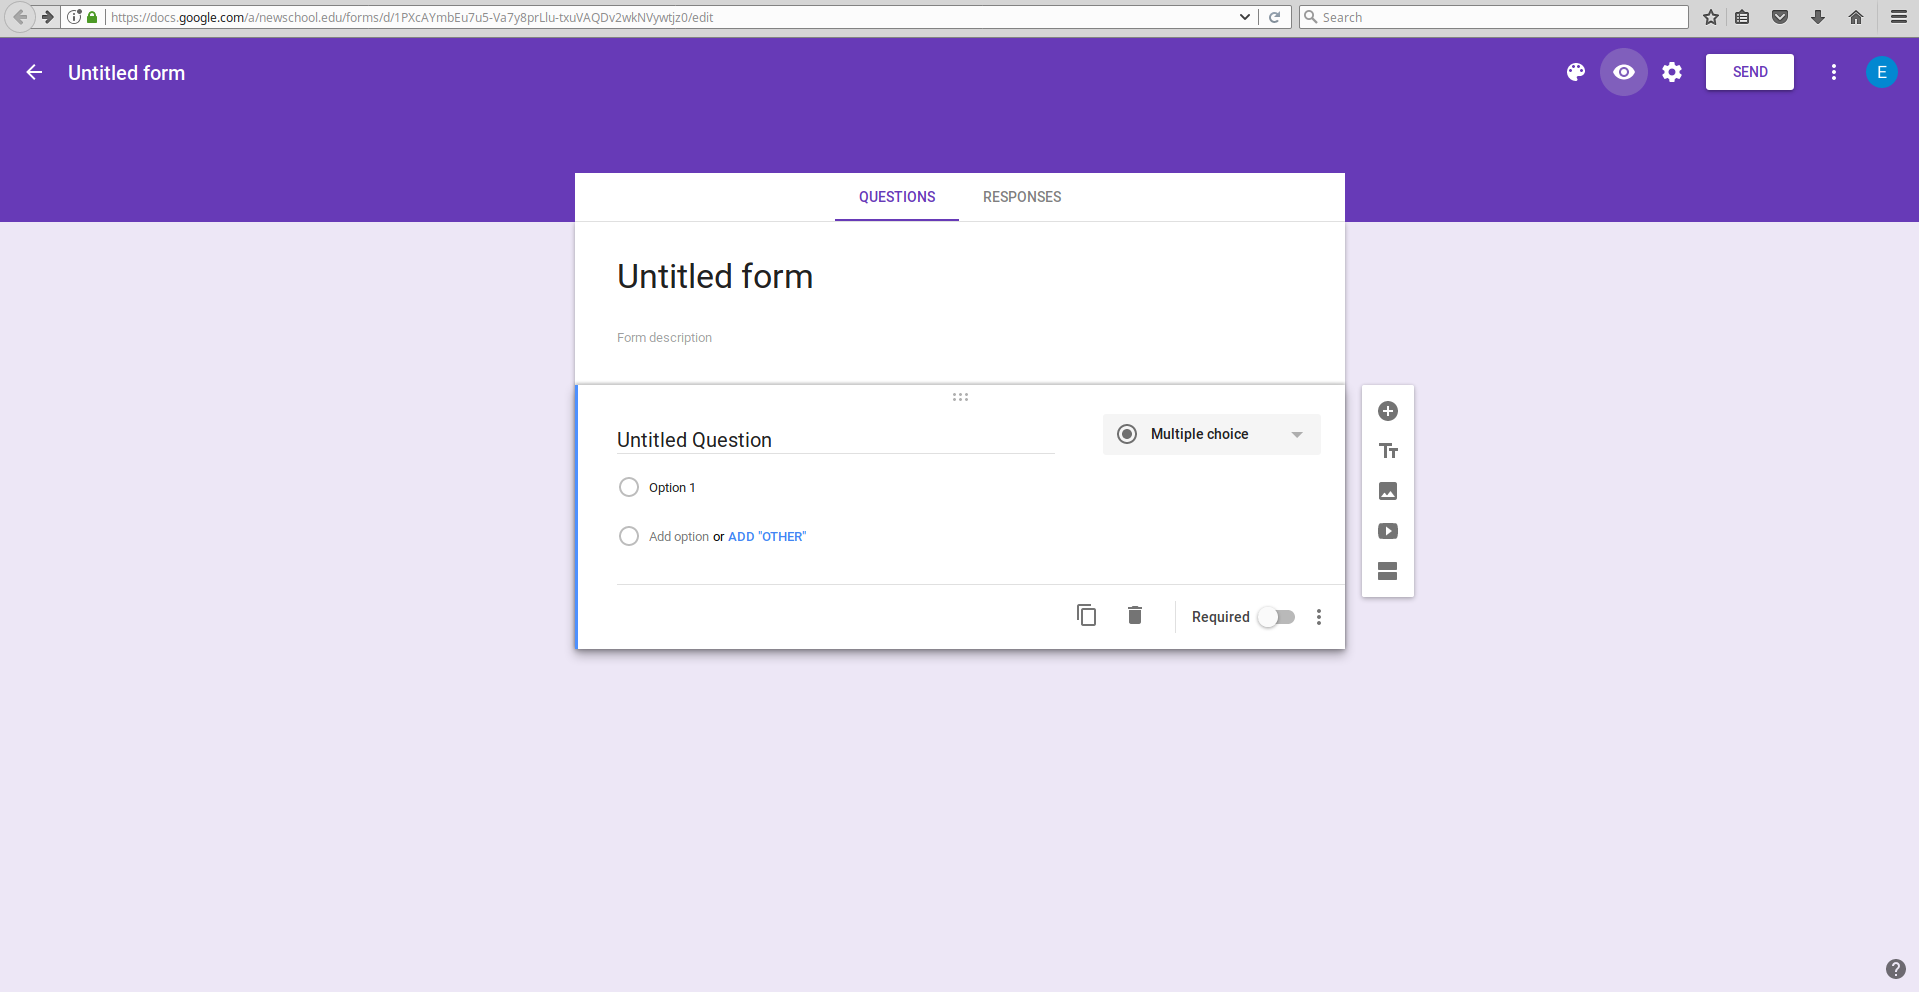 https://docs.google.com/a/newschool.edu/forms/d/1PXcAYmbEu7u5-Va7y8prLlu-txuVAQDv2wkNVywtjz0/edit
Search
Untitled form
SEND
E
QUESTIONS RESPONSES
Untitled form
Form description
Untitled Question
Multiple choice
Option 1
Add option or ADD "OTHER"
Required